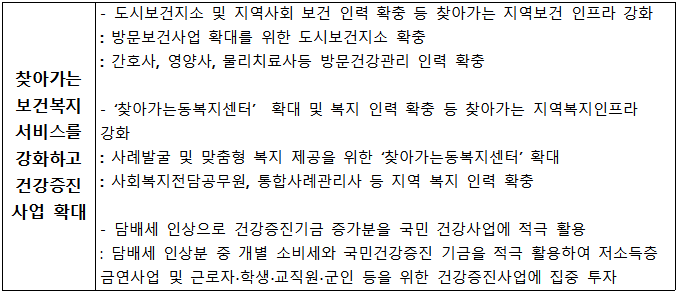 찾아가는
보건복지
서비스를
강화하고
건강증진
사업 확대
- 도시보건지소 및 지역사회 보건 인력 확충 등 찾아가는 지역보건 인프라 강화
: 방문보건사업 확대를 위한 도시보건지소 확충
: 간호사, 영양사, 물리치료사등 방문건강관리 인력 확충
- ‘찾아가는동복지센터’ 확대 및 복지 인력 확충 등 찾아가는 지역복지인프라
강화
: 사례발굴 및 맞춤형 복지 제공을 위한 ‘찾아가는동복지센터’ 확대
: 사회복지전담공무원, 통합사례관리사 등 지역 복지 인력 확충
- 담배세 인상으로 건강증진기금 증가분을 국민 건강사업에 적극 활용
: 담배세 인상분 중 개별 소비세와 국민건강증진 기금을 적극 활용하여 저소득층
금연사업 및 근로자·학생·교직원·군인 등을 위한 건강증진사업에 집중 투자